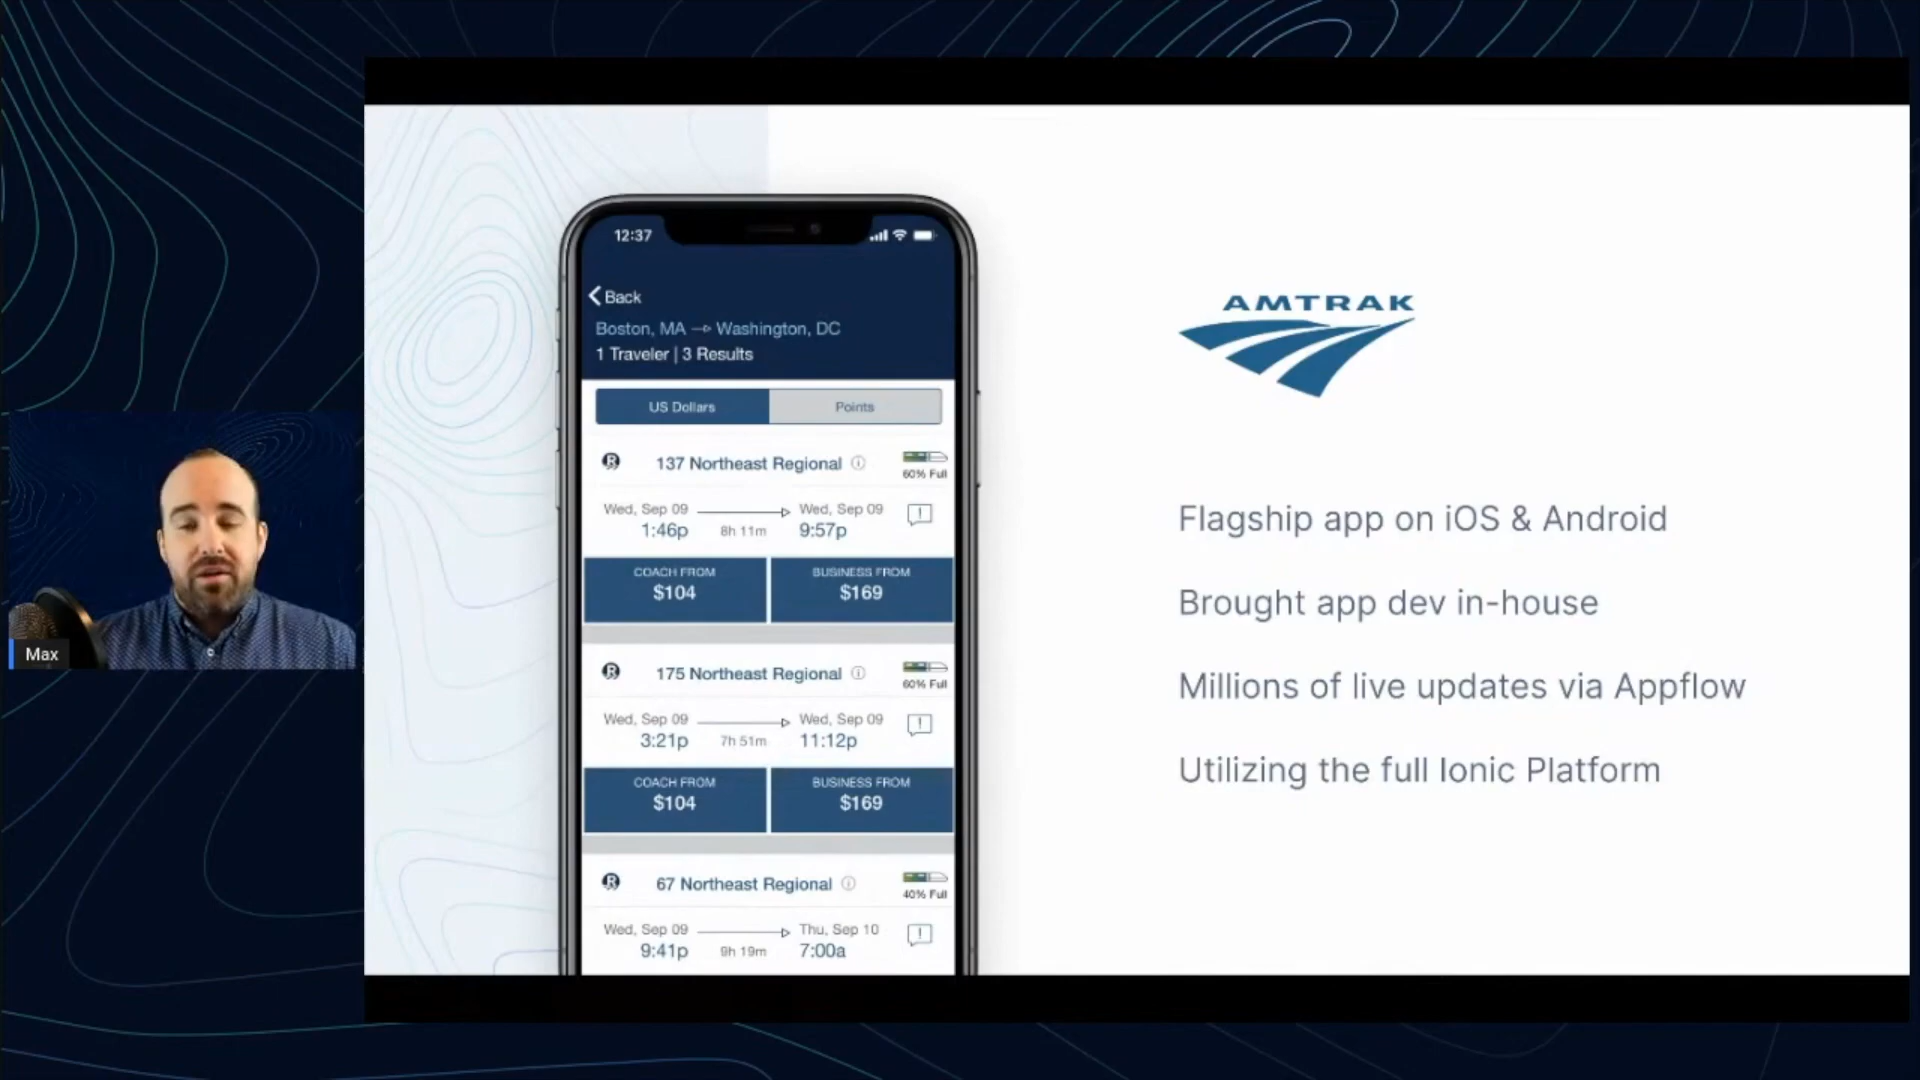 12:37
Back
Boston, MA → Washington, DC
1 Traveler | 3 Results
US Dollars
Points
137 Northeast Regional
60% Full
Wed, Sep 09
Wed, Sep 09
1:46p
8h 11m
9:57p
COACH FROM
$104
BUSINESS FROM
$169
175 Northeast Regional
60% Full
Wed, Sep 09
Wed, Sep 09
3:21p
7h 51m
11:12p
COACH FROM
$104
BUSINESS FROM
$169
67 Northeast Regional
40% Full
Wed, Sep 09
Thu, Sep 10
9:41p
9h 19m
7:00a
AMTRAK
Flagship app on iOS & Android
Brought app dev in-house
Millions of live updates via Appflow
Utilizing the full Ionic Platform
Max